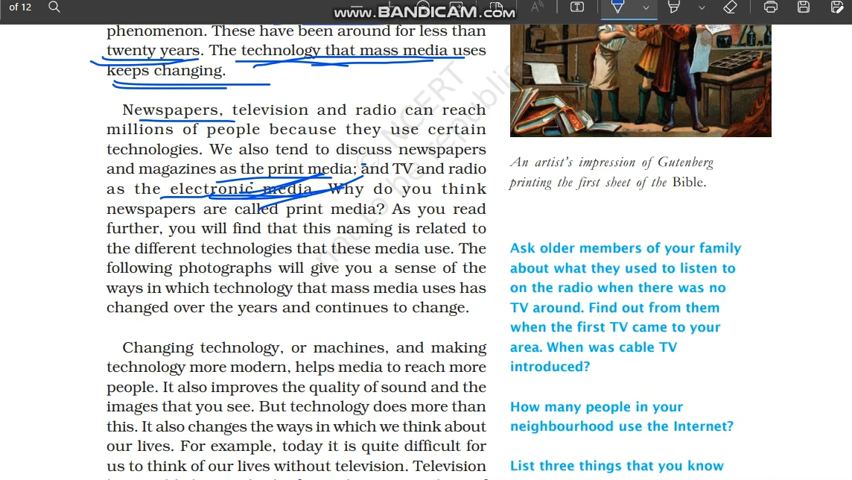 of 12
www.BANDICAM.com
phenomenon. These have been around for less than
twenty years. The technology that mass media uses
keeps changing.
Newspapers, television and radio can reach
millions of people because they use certain
technologies. We also tend to discuss newspapers
and magazines as the print media; and TV and radio
as the electronic media. Why do you think
newspapers are called print media? As you read
further, you will find that this naming is related to
the different technologies that these media use. The
following photographs will give you a sense of the
ways in which technology that mass media uses has
changed over the years and continues to change.
Changing technology, or machines, and making
technology more modern, helps media to reach more
people. It also improves the quality of sound and the
images that you see. But technology does more than
this. It also changes the ways in which we think about
our lives. For example, today it is quite difficult for
us to think of our lives without television. Television
An artist's impression of Gutenberg
printing the first sheet of the Bible.
Ask older members of your family
about what they used to listen to
on the radio when there was no
TV around. Find out from them
when the first TV came to your
area. When was cable TV
introduced?
How many people in your
neighbourhood use the Internet?
List three things that you know
© NCERT
not to be republish